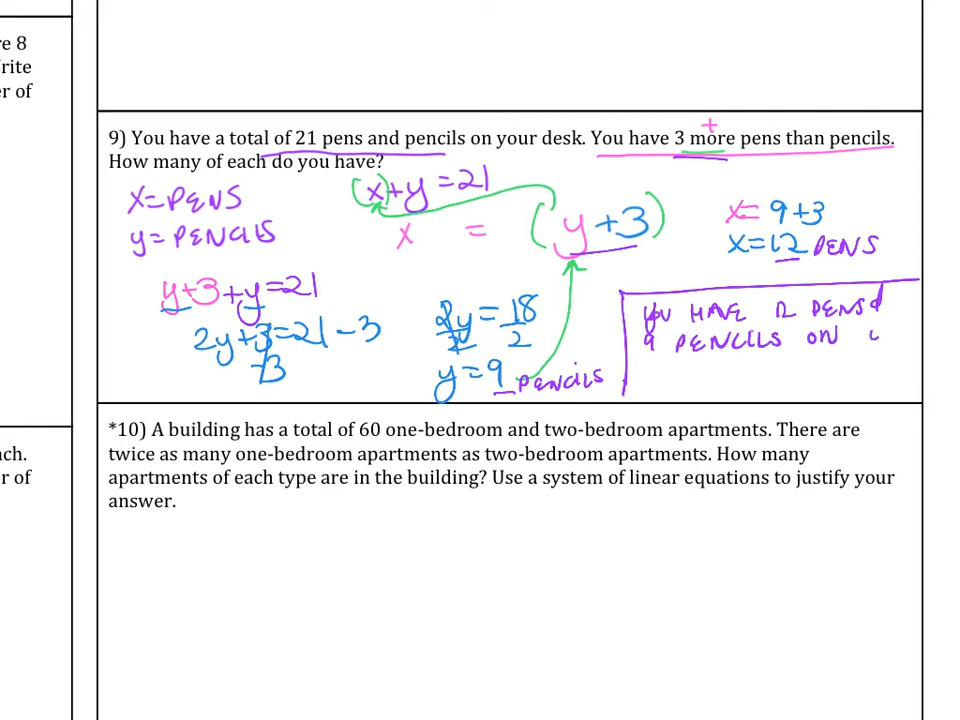 re 8
rite
er of
ach.
r of
9) You have a total of 21 pens and pencils on your desk. You have 3 more pens than pencils.
How many of each do you have?
+
x=PENS
y=PENCILS
(x)+y=21
x = (y+3)
x= 9+3
x=12 PENS
y+3+y=21
2y+3=21-3
-3
2y=18
2 2
y=9 PENCILS
YOU HAVE 12 PENS
9 PENCILS ON
*10) A building has a total of 60 one-bedroom and two-bedroom apartments. There are
twice as many one-bedroom apartments as two-bedroom apartments. How many
apartments of each type are in the building? Use a system of linear equations to justify your
answer.